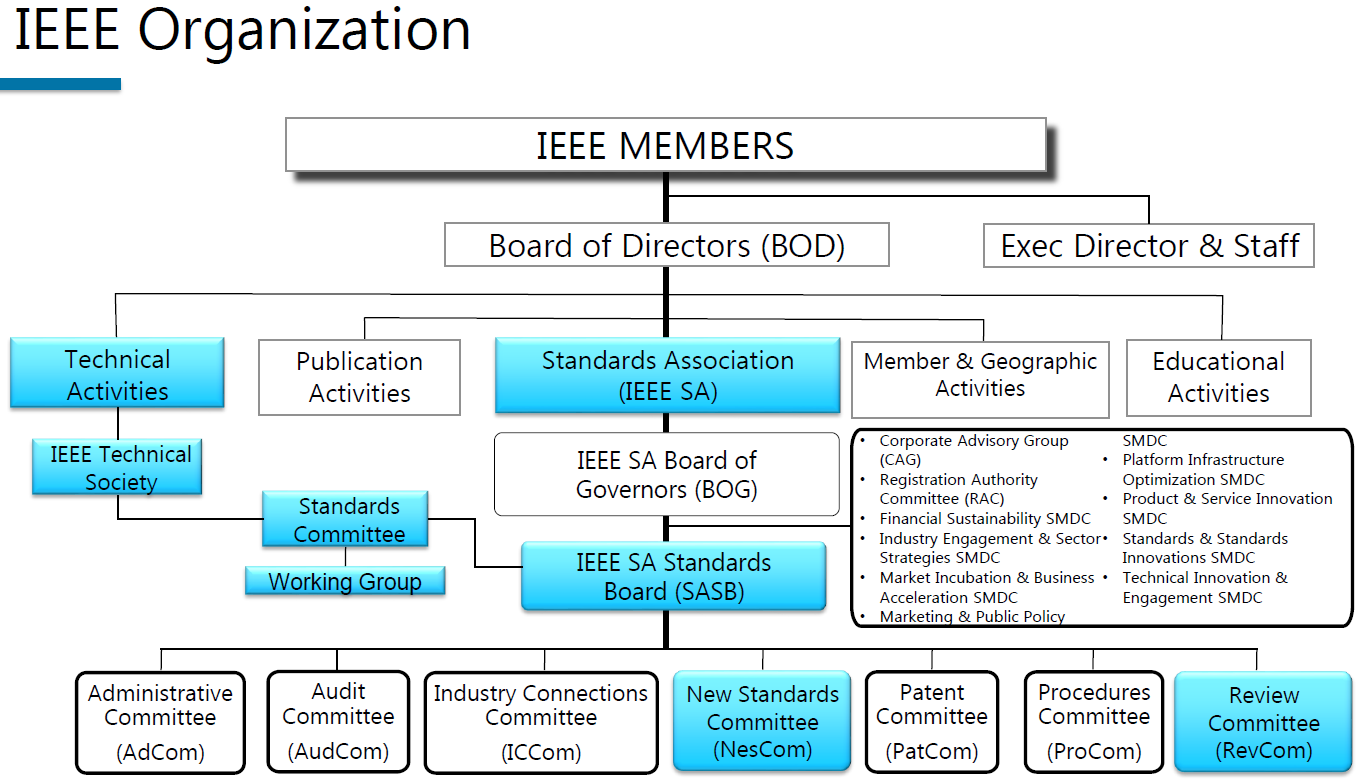 IEEE Organization
IEEE MEMBERS
Board of Directors (BOD)
Exec Director & Staff
Technical
Activities
Publication
Activities
Standards Association
(IEEE SA)
Member & Geographic
Activities
Educational
Activities
IEEE Technical
Society
Standards
Committee
Working Group
IEEE SA Board of
Governors (BOG)
IEEE SA Standards
Board (SASB)
• Corporate Advisory Group
(CAG)
• Registration Authority
Committee (RAC)
• Financial Sustainability SMDC
• Industry Engagement & Sector
Strategies SMDC
• Market Incubation & Business
Acceleration SMDC
• Marketing & Public Policy
SMDC
• Platform Infrastructure
Optimization SMDC
• Product & Service Innovation
SMDC
• Standards & Standards
Innovations SMDC
• Technical Innovation &
Engagement SMDC
Administrative
Committee
(AdCom)
Audit
Committee
(AudCom)
Industry Connections
Committee
(ICCom)
New Standards
Committee
(NesCom)
Patent
Committee
(PatCom)
Procedures
Committee
(ProCom)
Review
Committee
(RevCom)